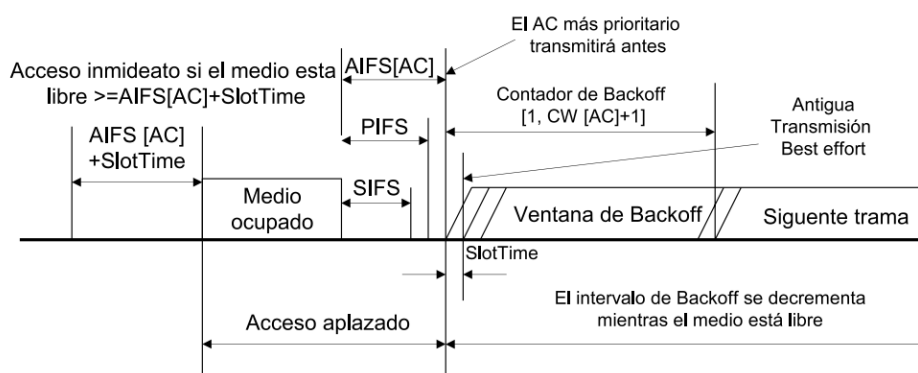 El AC más prioritario
transmitirá antes
Acceso inmideato si el medio esta
libre >=AIFS[AC]+SlotTime
AIFS[AC]
Contador de Backoff
[1, CW [AC]+1]
Antigua
Transmisión
Best effort
AIFS [AC]
+SlotTime
PIFS
SIFS
Medio
ocupado
Ventana de Backoff
Siguente trama
SlotTime
Acceso aplazado
El intervalo de Backoff se decrementa
mientras el medio está libre